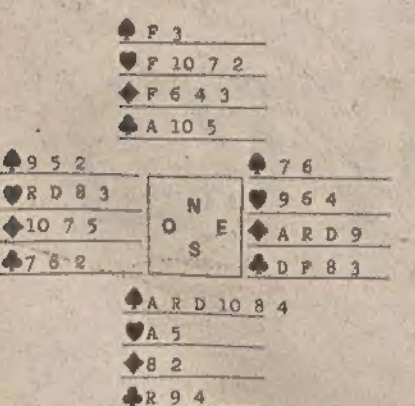 ♠ F 3
♥ F 10 7 2
♦ F 6 4 3
♣ A 10 5
♠ 9 5 2
♥ R D 8 3
♦ 10 7 5
♣ 7 6 2
N
O E
S
♠ 7 6
♥ 9 6 4
♦ A R D 9
♣ D F 8 3
♠ A R D 10 8 4
♥ A 5
♦ 8 2
♣ R 9 4